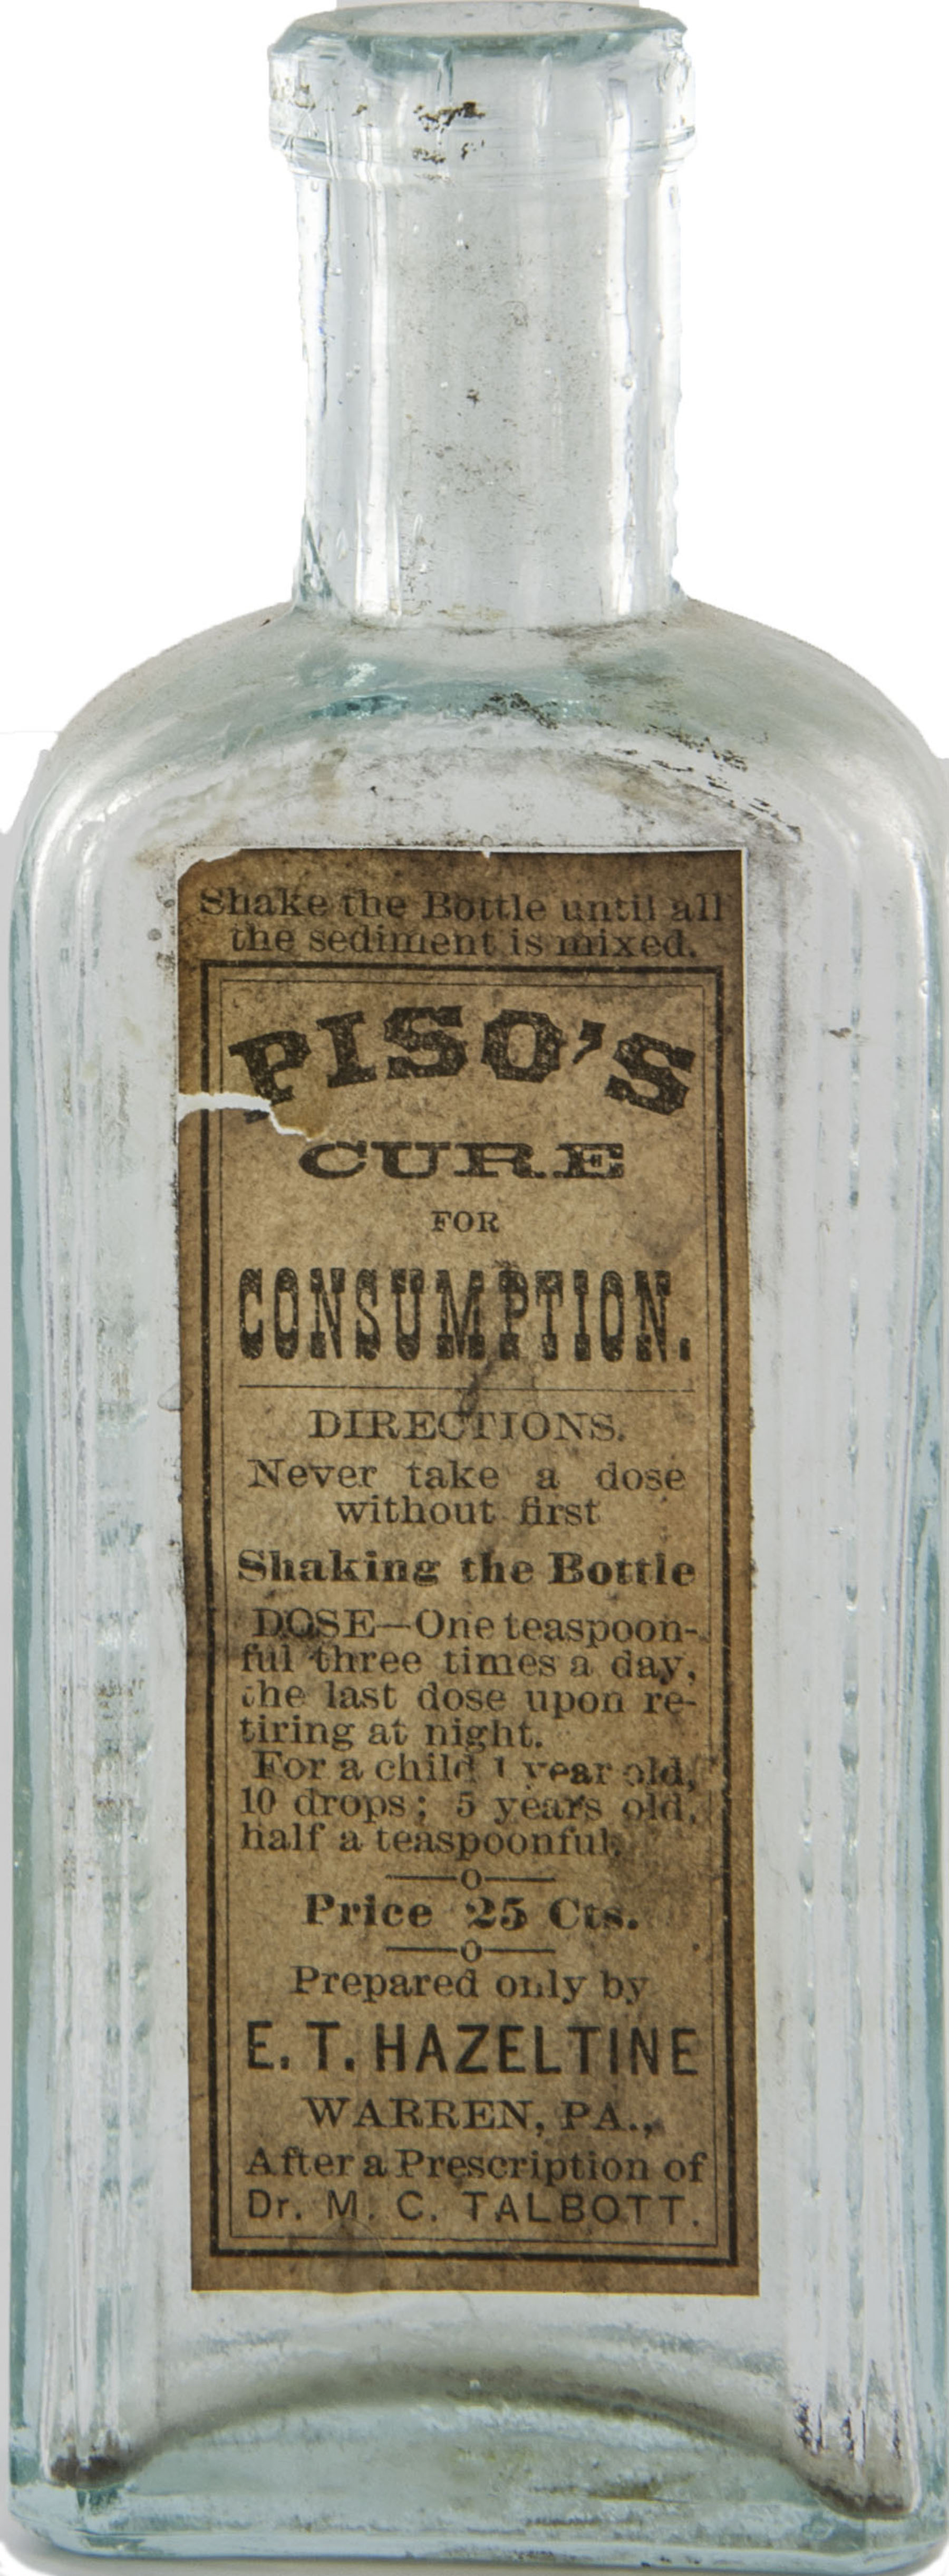 Shake the Bottle until all
the sediment is mixed.
PISO'S
CURE
FOR
CONSUMPTION.
DIRECTIONS.
Never take a dose
without first
Shaking the Bottle
DOSE—One teaspoon-
ful three times a day,
the last dose upon re-
tiring at night.
For a child 1 year old,
10 drops; 5 years old,
half a teaspoonful.
—o—
Price 25 Cts.
—o—
Prepared only by
E. T. HAZELTINE
WARREN, PA.,
After a Prescription of
Dr. M. C. TALBOTT.